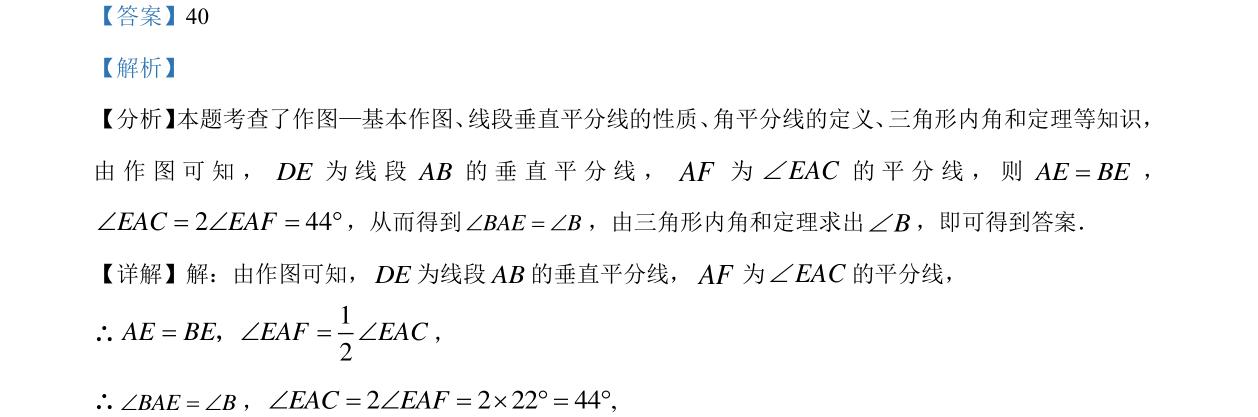 【答案】40
【解析】
【分析】本题考查了作图—基本作图、线段垂直平分线的性质、角平分线的定义、三角形内角和定理等知识，
由作图可知，DE 为线段 AB 的垂直平分线，AF 为∠EAC 的平分线，则 AE = BE，
∠EAC = 2∠EAF = 44°，从而得到∠BAE = ∠B，由三角形内角和定理求出∠B，即可得到答案．
【详解】解：由作图可知，DE 为线段 AB 的垂直平分线，AF 为∠EAC 的平分线，
∴ AE = BE，∠EAF = 1/2 ∠EAC，
∴ ∠BAE = ∠B，∠EAC = 2∠EAF = 2×22° = 44°,